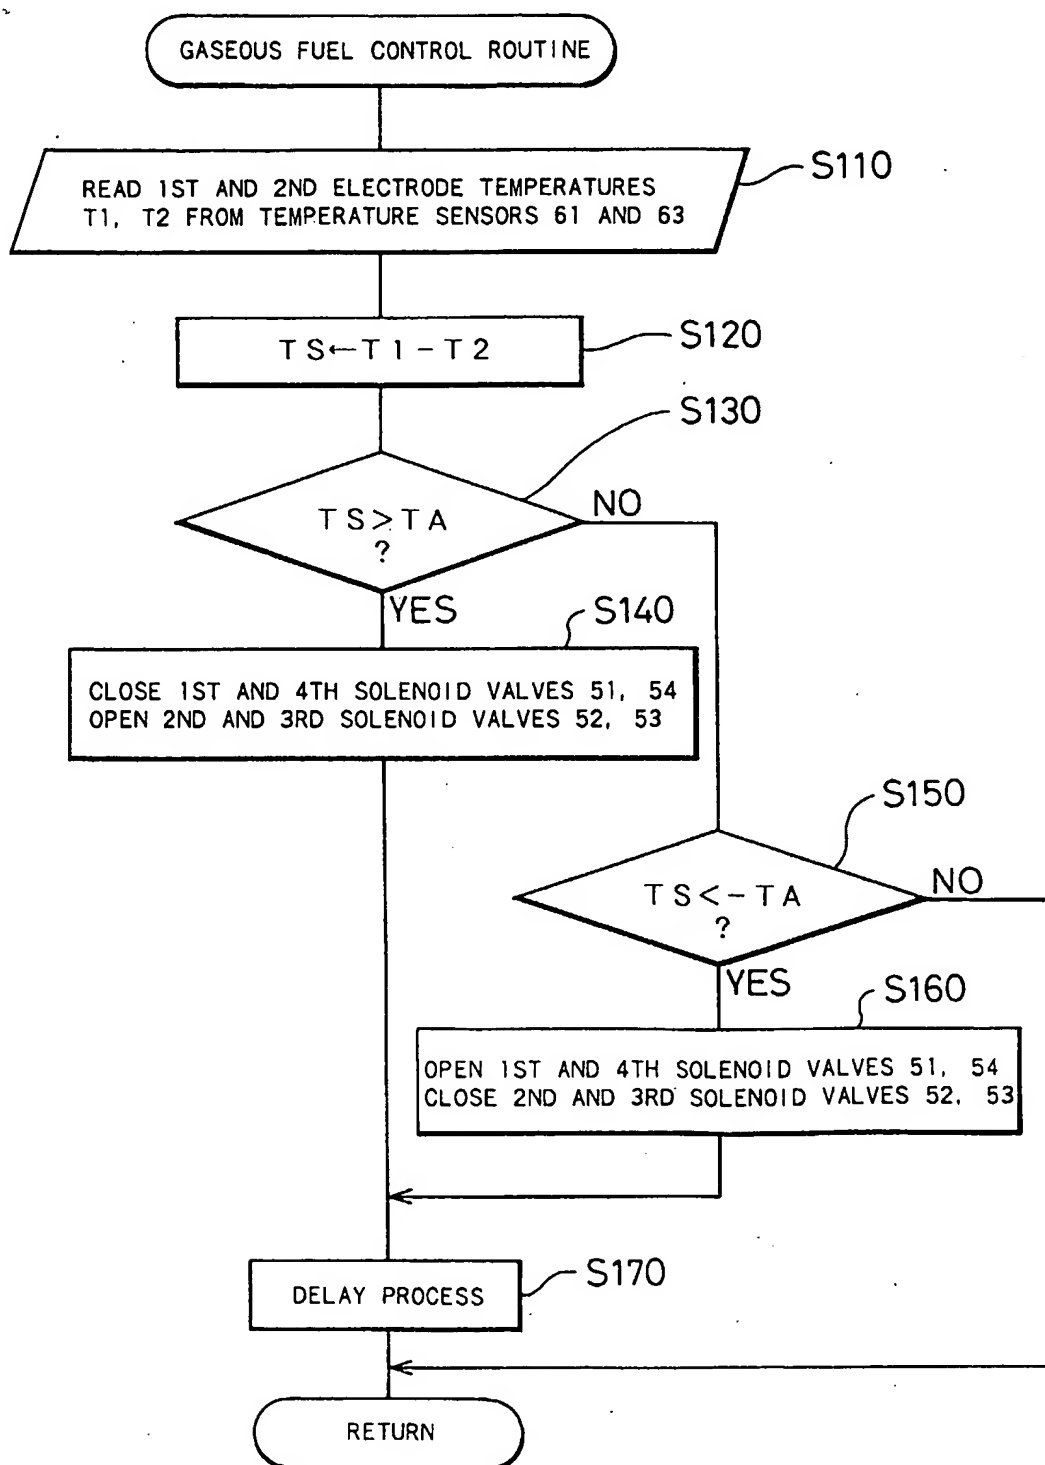 GASEOUS FUEL CONTROL ROUTINE
READ 1ST AND 2ND ELECTRODE TEMPERATURES
T1, T2 FROM TEMPERATURE SENSORS 61 AND 63
S110
TS←T1-T2
S120
S130
TS>TA
?
NO
YES
S140
CLOSE 1ST AND 4TH SOLENOID VALVES 51, 54
OPEN 2ND AND 3RD SOLENOID VALVES 52, 53
S150
TS<-TA
?
NO
YES
S160
OPEN 1ST AND 4TH SOLENOID VALVES 51, 54
CLOSE 2ND AND 3RD SOLENOID VALVES 52, 53
DELAY PROCESS
S170
RETURN